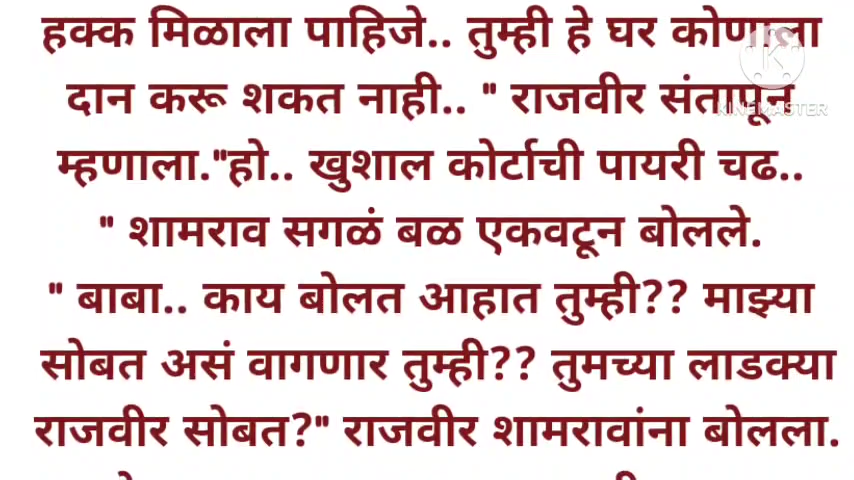 हक्क मिळाला पाहिजे.. तुम्ही हे घर कोणाला
दान करू शकत नाही.. " राजवीर संतापून
KINEMASTER
म्हणाला."हो.. खुशाल कोर्टाची पायरी चढ..
" शामराव सगळं बळ एकवटून बोलले.
" बाबा.. काय बोलत आहात तुम्ही?? माझ्या
सोबत असं वागणार तुम्ही?? तुमच्या लाडक्या
राजवीर सोबत?" राजवीर शामरावांना बोलला.